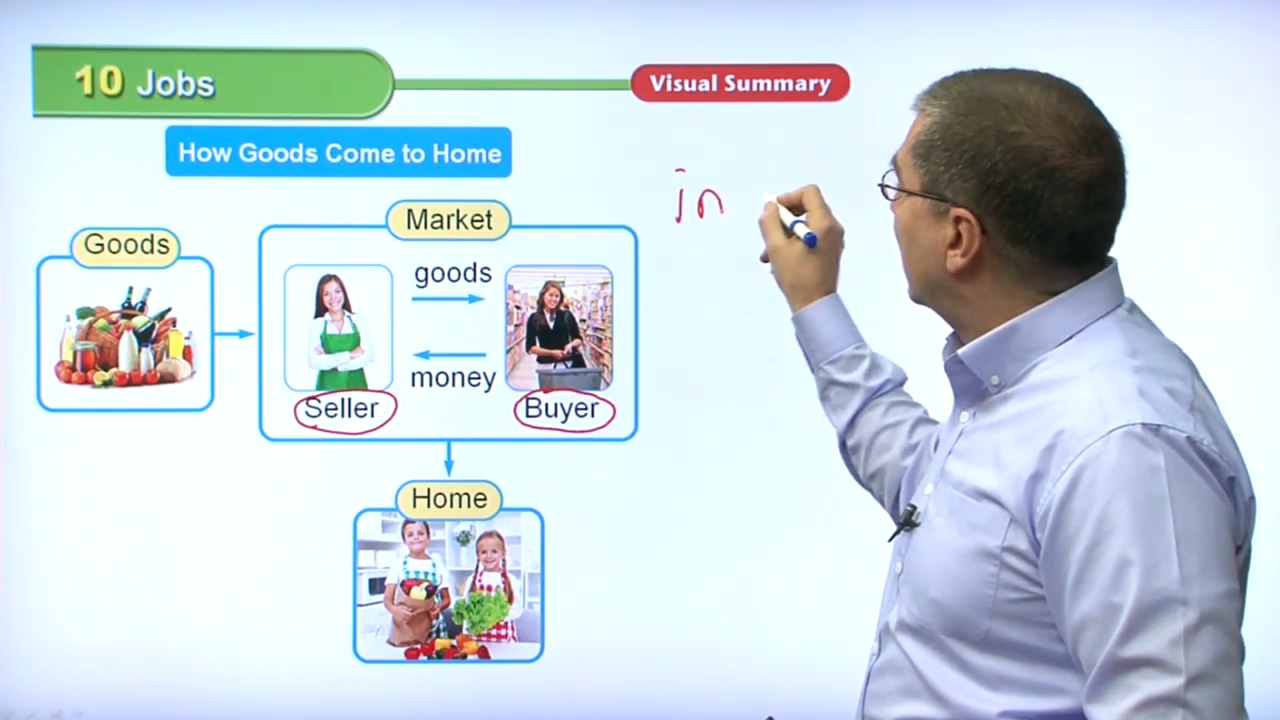 10 Jobs
Visual Summary
How Goods Come to Home
Market
Goods
goods
money
Seller
Buyer
Home
in